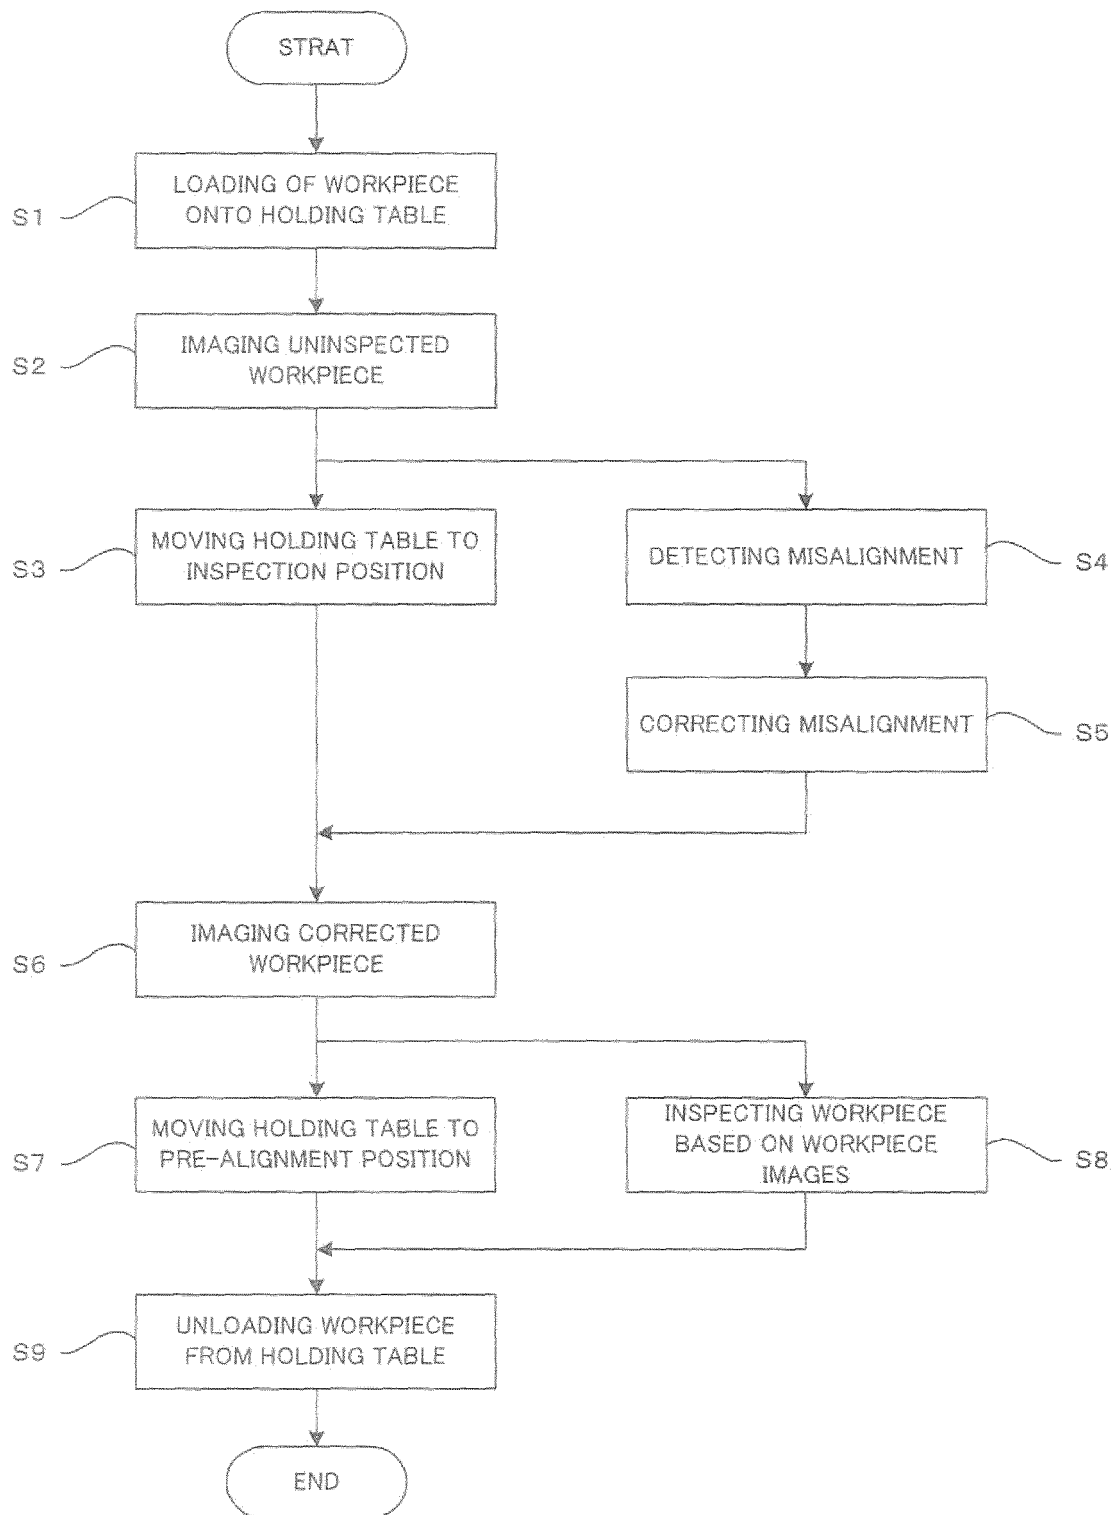 STRAT
LOADING OF WORKPIECE
ONTO HOLDING TABLE
S1
IMAGING UNINSPECTED
WORKPIECE
S2
MOVING HOLDING TABLE TO
INSPECTION POSITION
S3
DETECTING MISALIGNMENT
S4
CORRECTING MISALIGNMENT
S5
IMAGING CORRECTED
WORKPIECE
S6
MOVING HOLDING TABLE TO
PRE-ALIGNMENT POSITION
S7
INSPECTING WORKPIECE
BASED ON WORKPIECE
IMAGES
S8
UNLOADING WORKPIECE
FROM HOLDING TABLE
S9
END